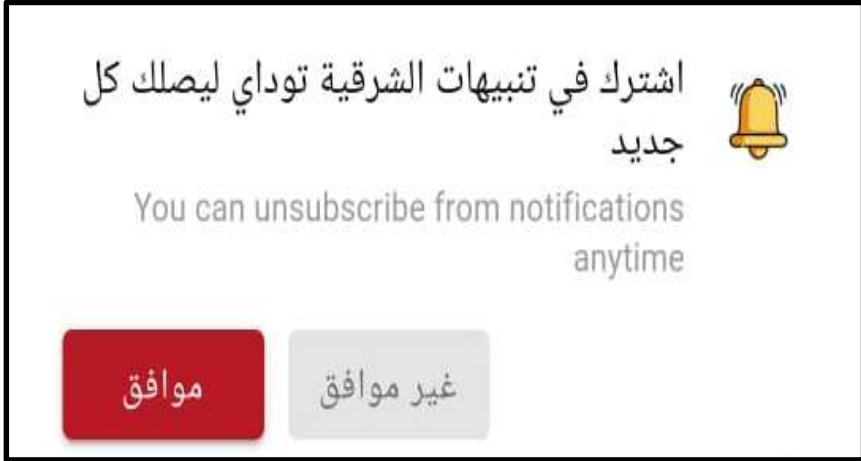 اشترك في تنبيهات الشرقية توداي ليصلك كل
جديد
You can unsubscribe from notifications
anytime
غير موافق
موافق